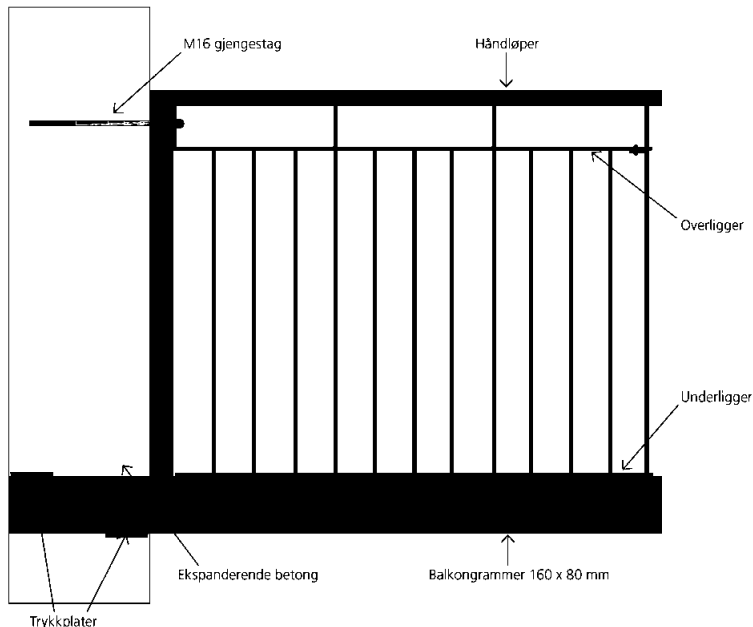 M16 gjengestag
Håndløper
Overligger
Underligger
Ekspanderende betong
Balkongrammer 160 x 80 mm
Trykkplater